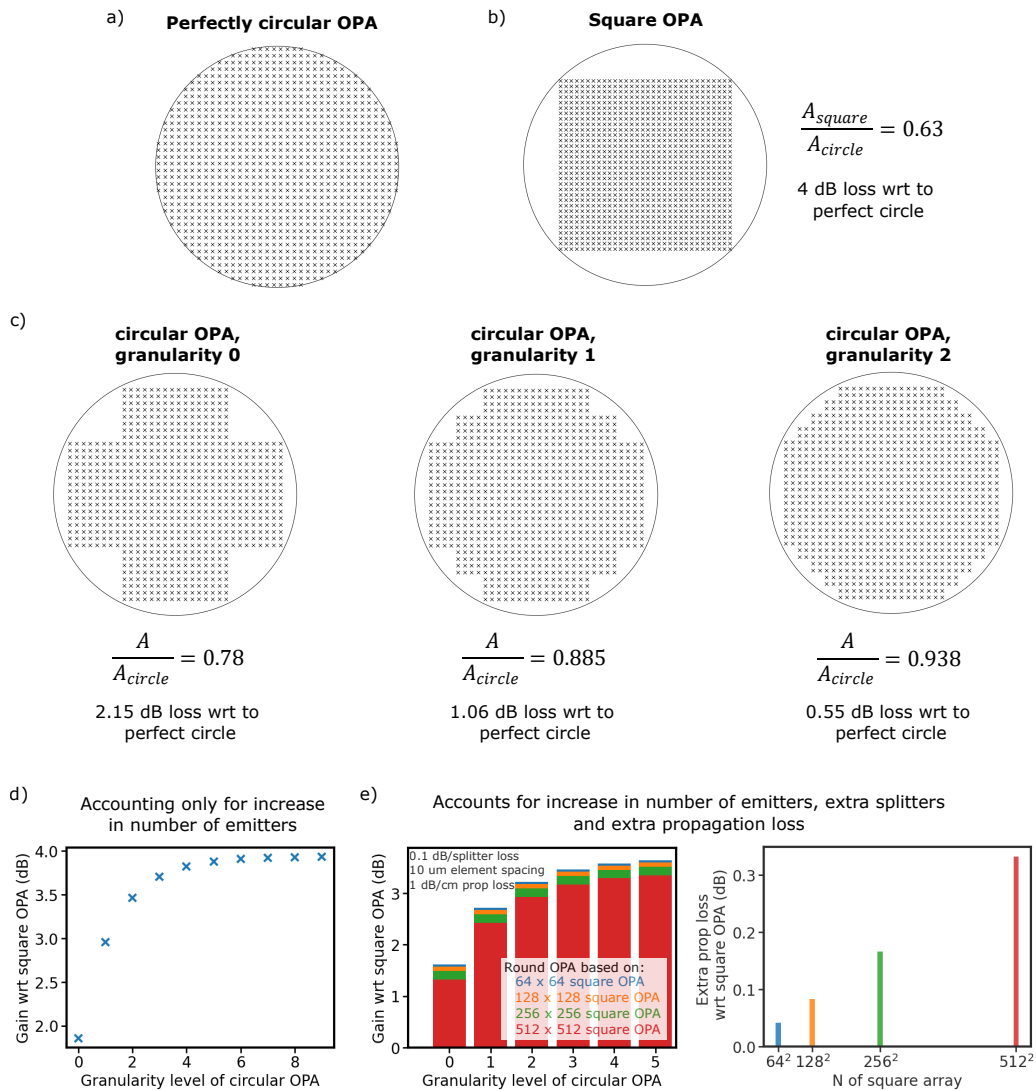 a)
Perfectly circular OPA
b)
Square OPA
A_square / A_circle = 0.63
4 dB loss wrt to
perfect circle
c)
circular OPA,
granularity 0
circular OPA,
granularity 1
circular OPA,
granularity 2
A / A_circle = 0.78
2.15 dB loss wrt to
perfect circle
A / A_circle = 0.885
1.06 dB loss wrt to
perfect circle
A / A_circle = 0.938
0.55 dB loss wrt to
perfect circle
d)
Accounting only for increase
in number of emitters
Gain wrt square OPA (dB)
4.0
3.5
3.0
2.5
2.0
0 2 4 6 8
Granularity level of circular OPA
e)
Accounts for increase in number of emitters, extra splitters
and extra propagation loss
Gain wrt square OPA (dB)
3
2
1
0
0.1 dB/splitter loss
10 um element spacing
1 dB/cm prop loss
Round OPA based on:
64 x 64 square OPA
128 x 128 square OPA
256 x 256 square OPA
512 x 512 square OPA
0 1 2 3 4 5
Granularity level of circular OPA
Extra prop loss
wrt square OPA (dB)
0.3
0.2
0.1
0.0
64² 128² 256² 512²
N of square array